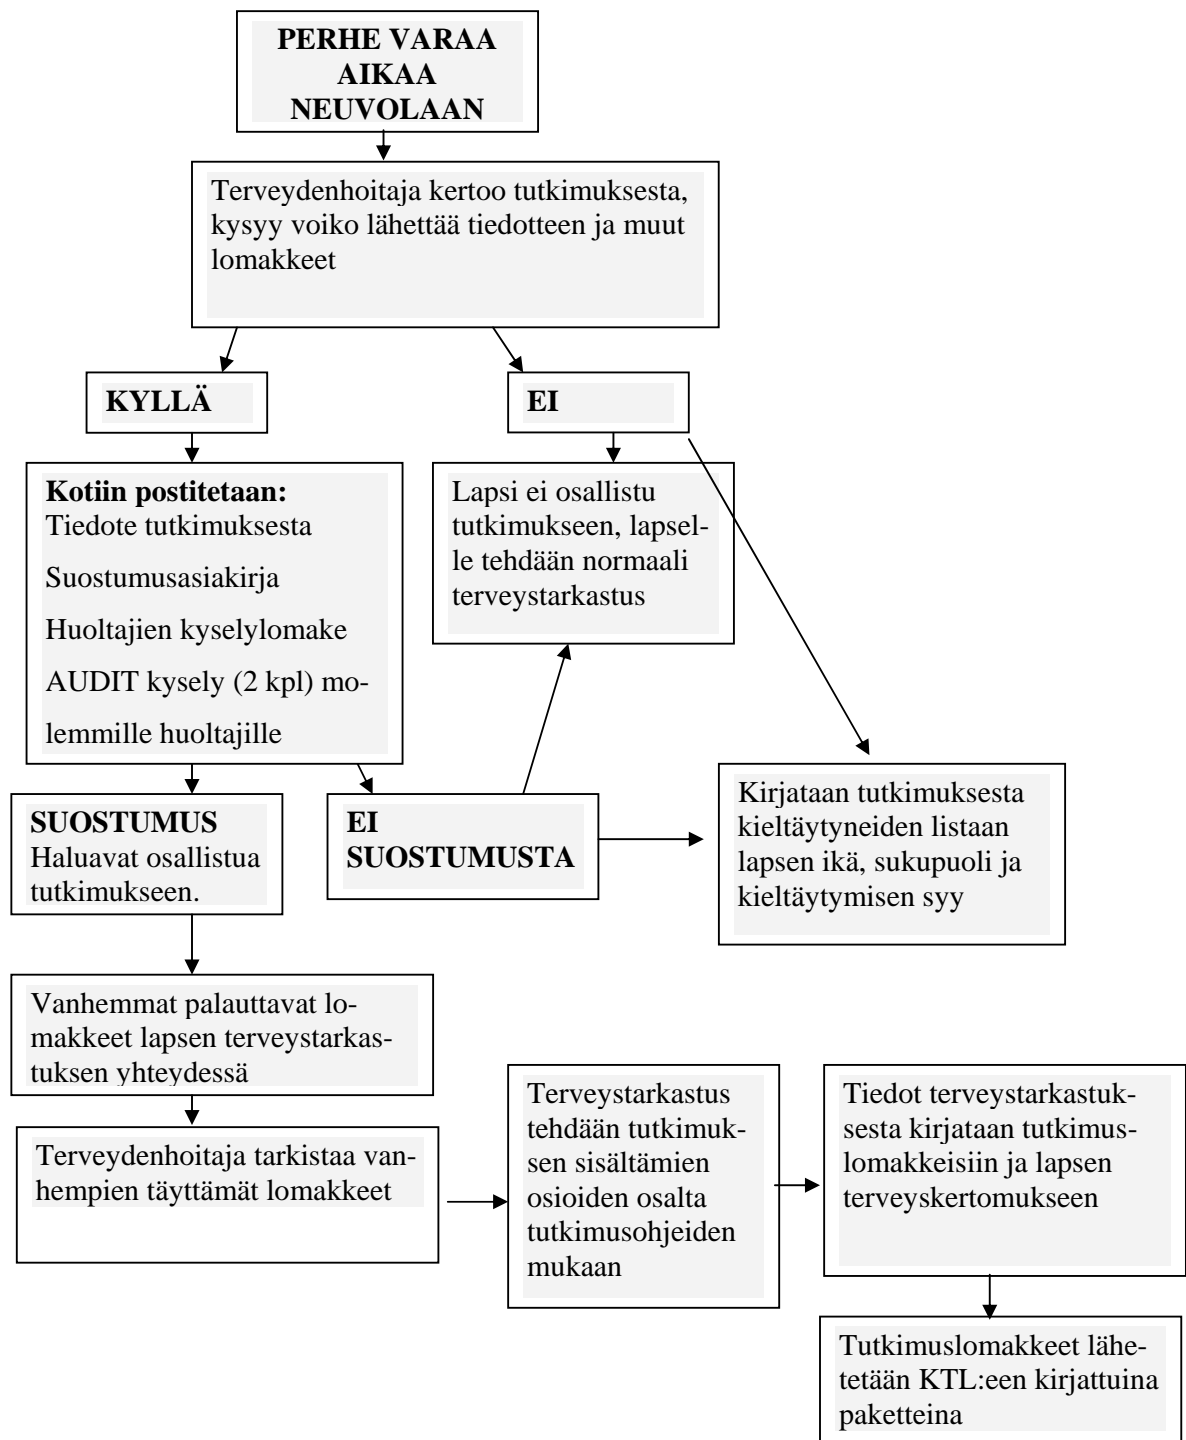 PERHE VARAA
AIKAA
NEUVOLAAN
Terveydenhoitaja kertoo tutkimuksesta,
kysyy voiko lähettää tiedotteen ja muut
lomakkeet
KYLLÄ
EI
Kotiin postitetaan:
Tiedote tutkimuksesta
Suostumusasiakirja
Huoltajien kyselylomake
AUDIT kysely (2 kpl) mo-
lemmille huoltajille
Lapsi ei osallistu
tutkimukseen, lapsel-
le tehdään normaali
terveystarkastus
SUOSTUMUS
Haluavat osallistua
tutkimukseen.
EI
SUOSTUMUSTA
Kirjataan tutkimuksesta
kieltäytyneiden listaan
lapsen ikä, sukupuoli ja
kieltäytymisen syy
Vanhemmat palauttavat lo-
makkeet lapsen terveystarkas-
tuksen yhteydessä
Terveydenhoitaja tarkistaa van-
hempien täyttämät lomakkeet
Terveystarkastus
tehdään tutkimuk-
sen sisältämien
osioiden osalta
tutkimusohjeiden
mukaan
Tiedot terveystarkastuk-
sesta kirjataan tutkimus-
lomakkeisiin ja lapsen
terveyskertomukseen
Tutkimuslomakkeet lähe-
tetään KTL:een kirjattuina
paketteina